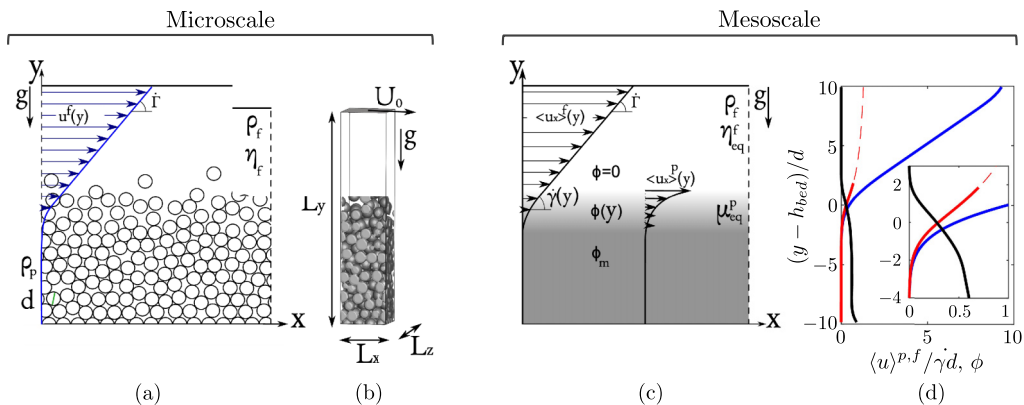 Microscale
Mesoscale
y
g
u^f(y)
Γ̇
ρ_f
η_f
ρ_p
d
x
U_0
g
L_y
L_x
L_z
y
g
<u_x>^f(y)
Γ̇
ρ_f
η^f_eq
ϕ=0
<u_x>^p(y)
γ̇(y)
ϕ(y)
μ^p_eq
ϕ_m
x
(y − h_bed)/d
10
5
0
−5
−10
2
0
−2
−4
0 0.5 1
0 5 10
⟨u⟩^{p,f}/γ̇d, ϕ
(a) (b) (c) (d)